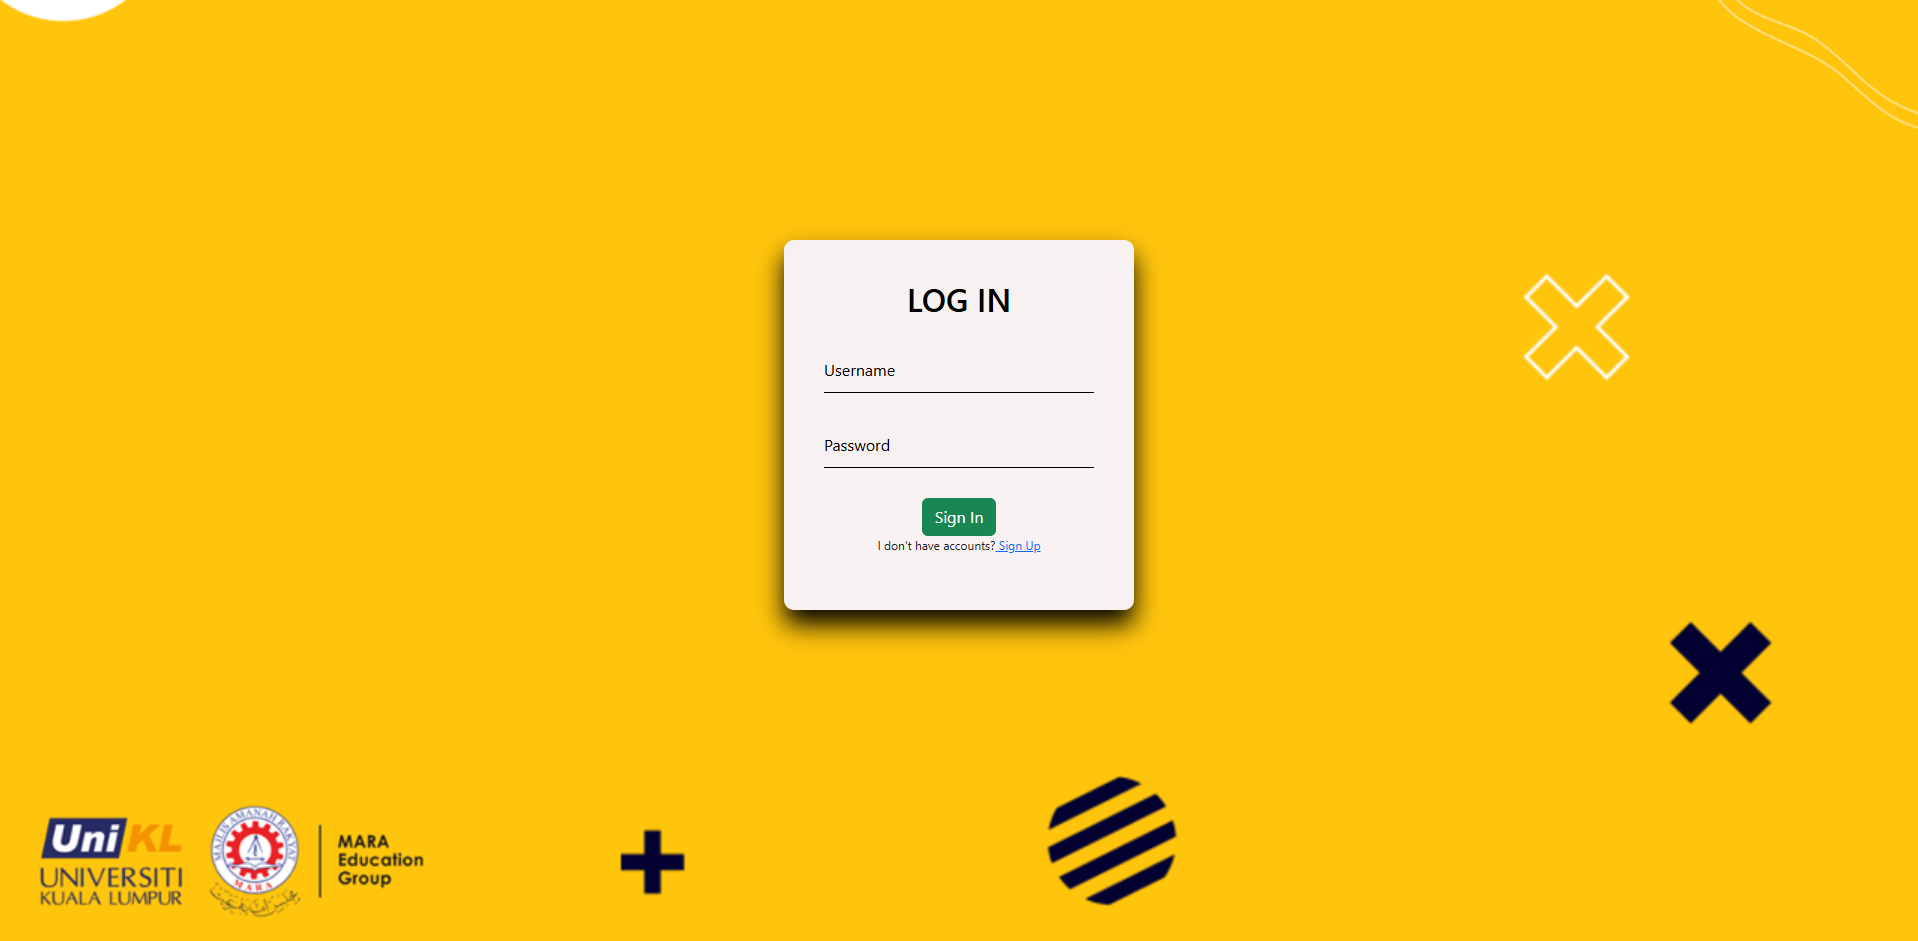 LOG IN
Username
Password
Sign In
I don't have accounts? Sign Up
UniKL
UNIVERSITI
KUALA LUMPUR
MAJLIS AMANAH RAKYAT
MARA
MARA
Education
Group